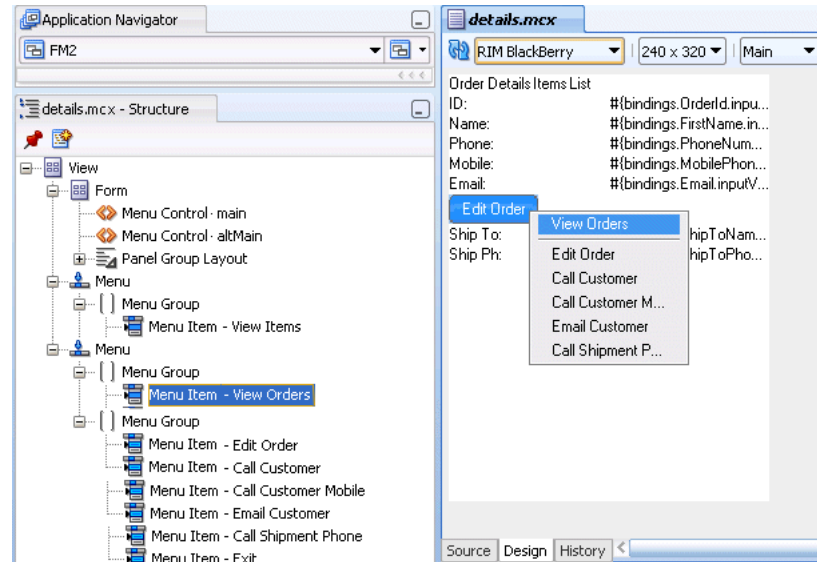 Application Navigator
FM2
details.mcx - Structure
View
Form
Menu Control - main
Menu Control - altMain
Panel Group Layout
Menu
Menu Group
Menu Item - View Items
Menu
Menu Group
Menu Item - View Orders
Menu Group
Menu Item - Edit Order
Menu Item - Call Customer
Menu Item - Call Customer Mobile
Menu Item - Email Customer
Menu Item - Call Shipment Phone
Menu Item - Exit
details.mcx
RIM BlackBerry 240 x 320 Main
Order Details Items List
ID: #{bindings.OrderId.inpu...
Name: #{bindings.FirstName.in...
Phone: #{bindings.PhoneNum...
Mobile: #{bindings.MobilePhon...
Email: #{bindings.Email.inputV...
Edit Order
View Orders
Ship To: hipToNam...
Ship Ph: Edit Order hipToPho...
Call Customer
Call Customer M...
Email Customer
Call Shipment P...
Source Design History